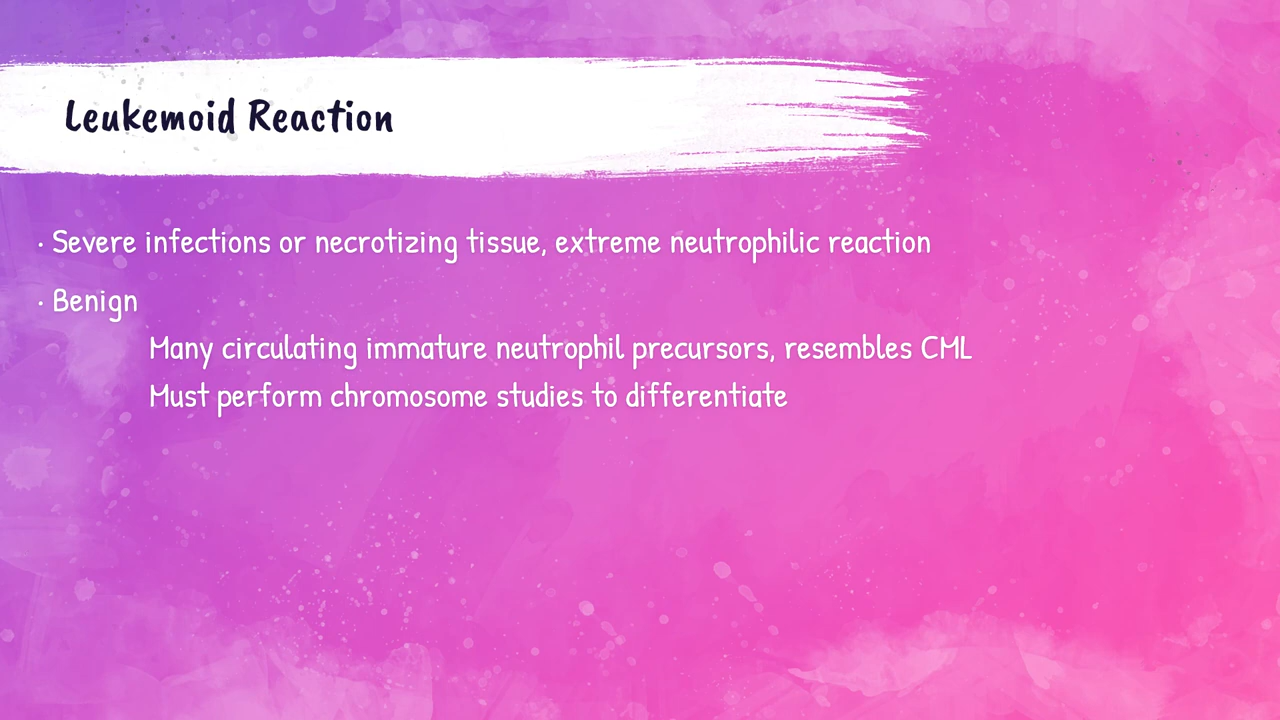 Leukemoid Reaction
· Severe infections or necrotizing tissue, extreme neutrophilic reaction
· Benign
Many circulating immature neutrophil precursors, resembles CML
Must perform chromosome studies to differentiate